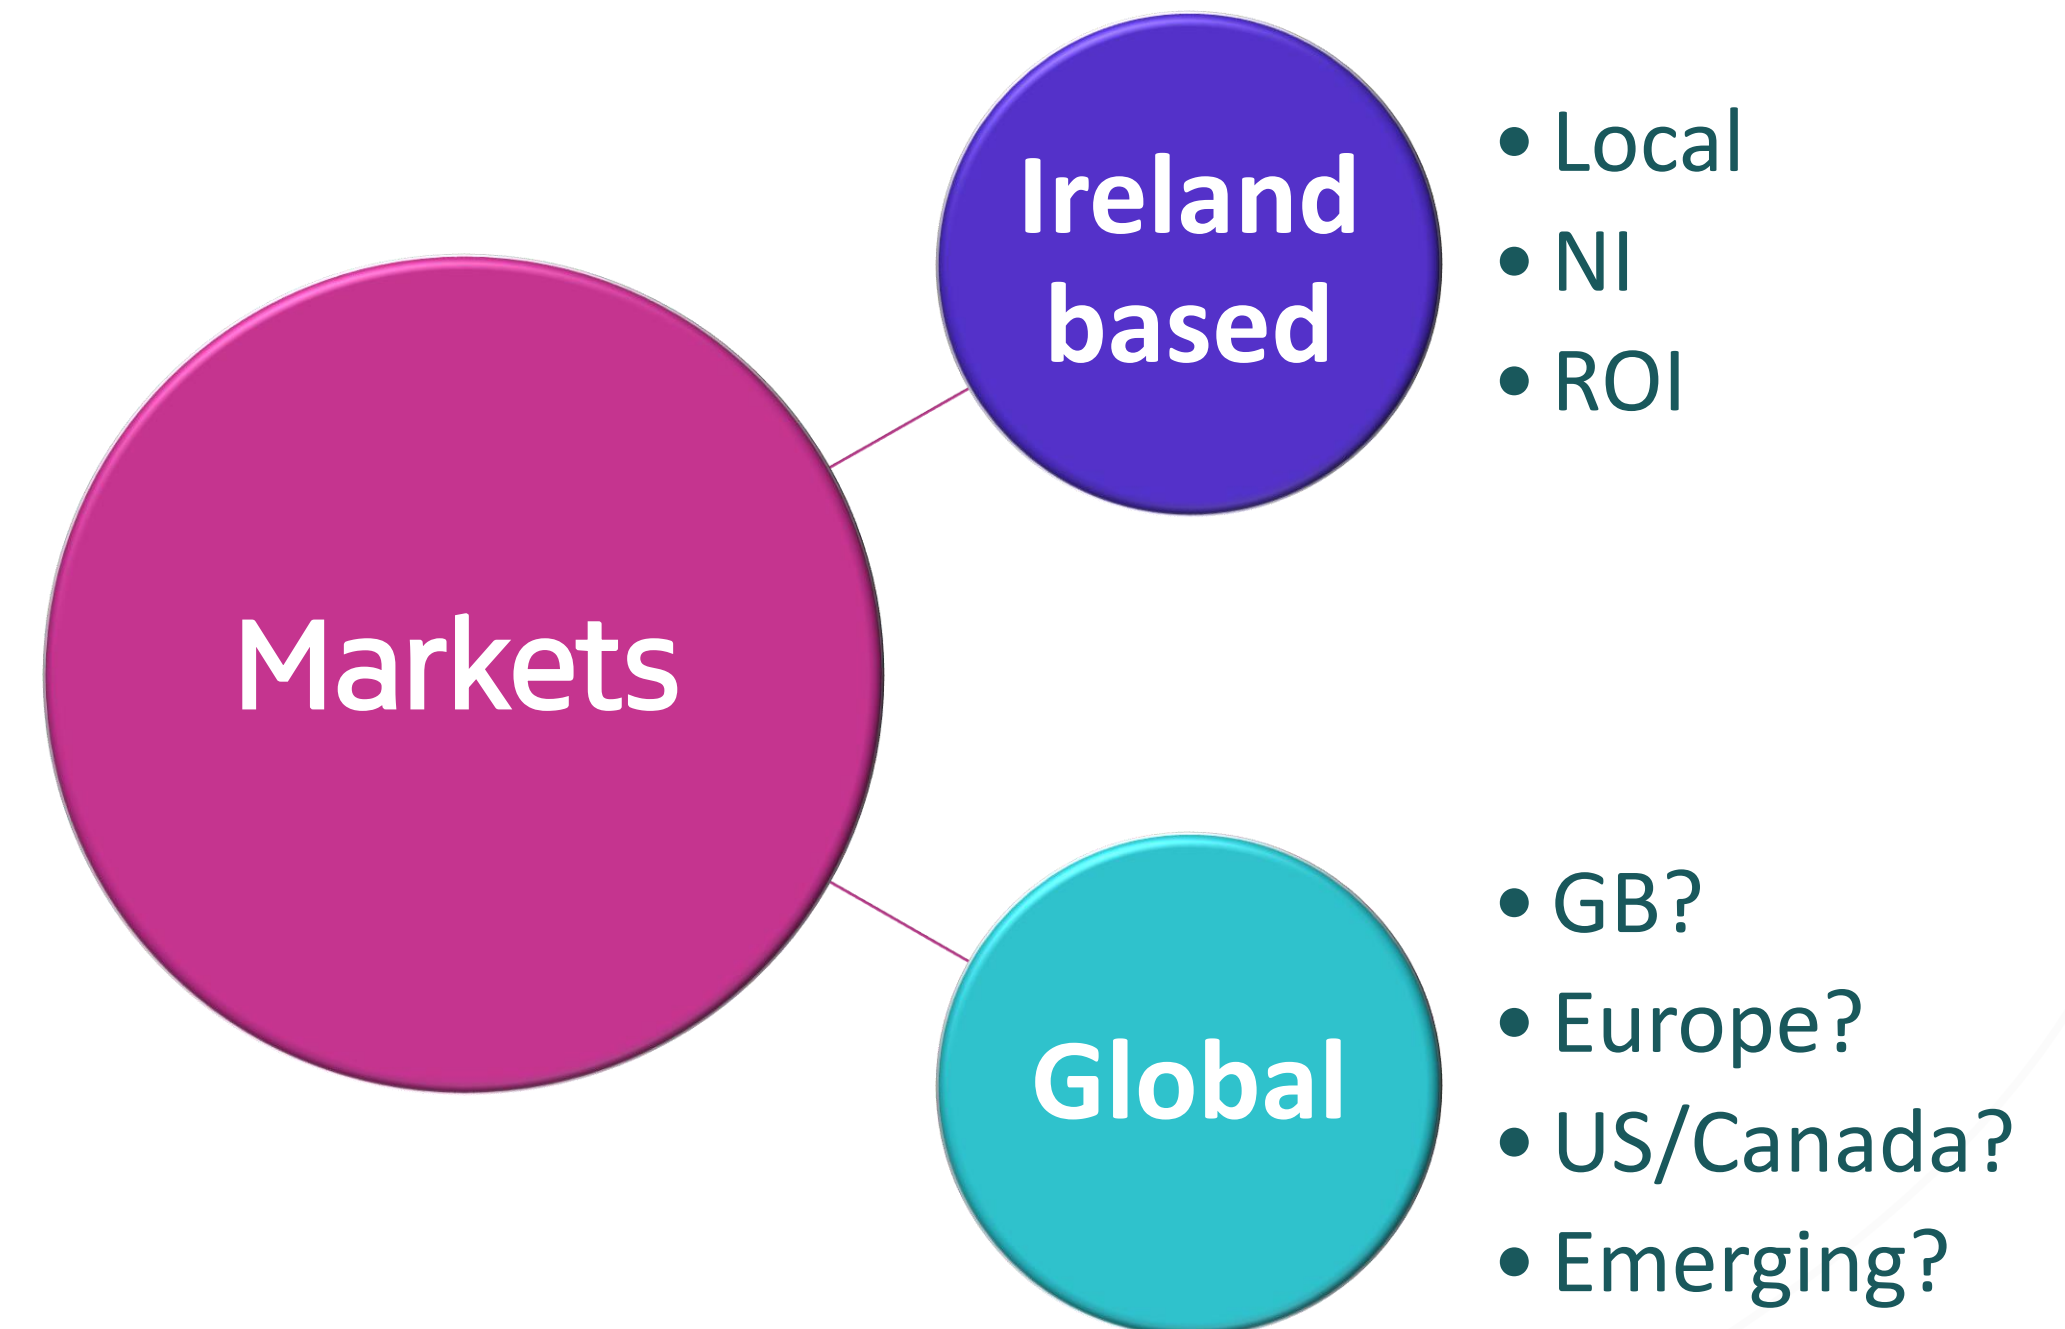 Markets
Ireland
based
• Local
• NI
• ROI
Global
• GB?
• Europe?
• US/Canada?
• Emerging?